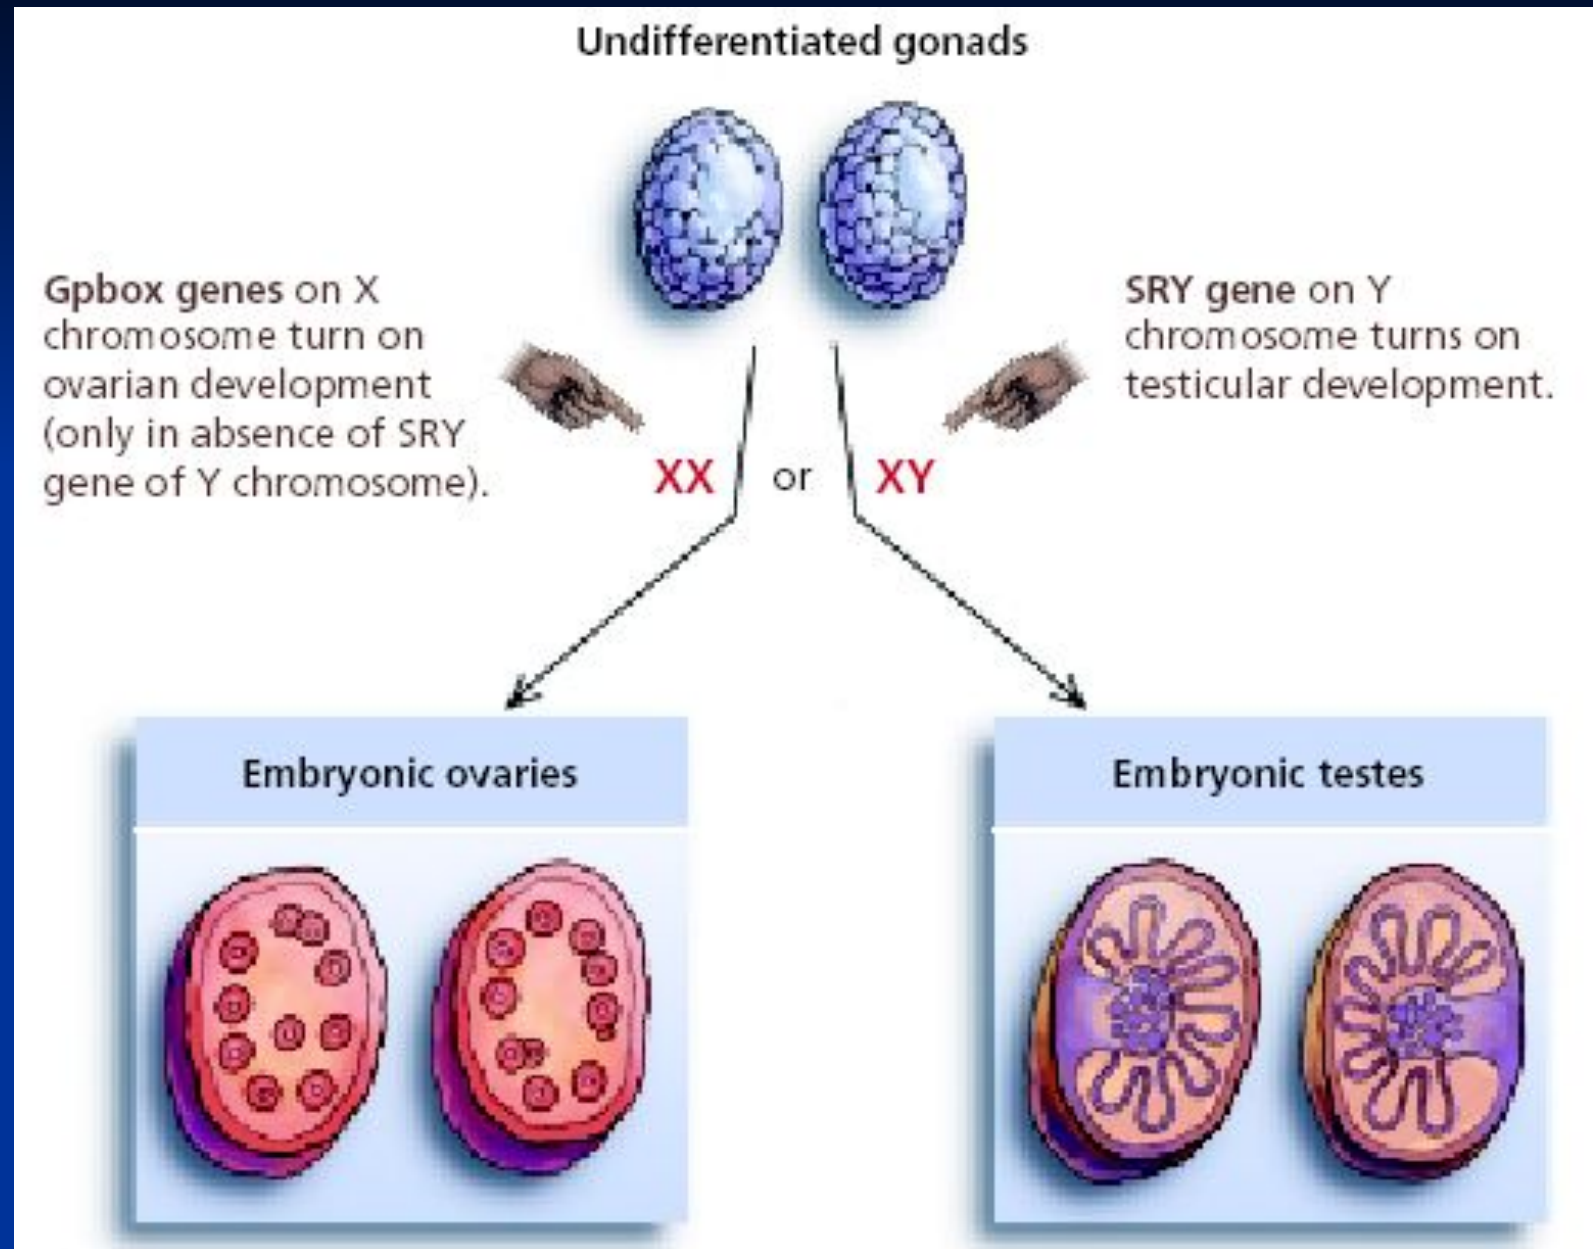 Undifferentiated gonads
Gpbox genes on X
chromosome turn on
ovarian development
(only in absence of SRY
gene of Y chromosome).
SRY gene on Y
chromosome turns on
testicular development.
XX or XY
Embryonic ovaries
Embryonic testes